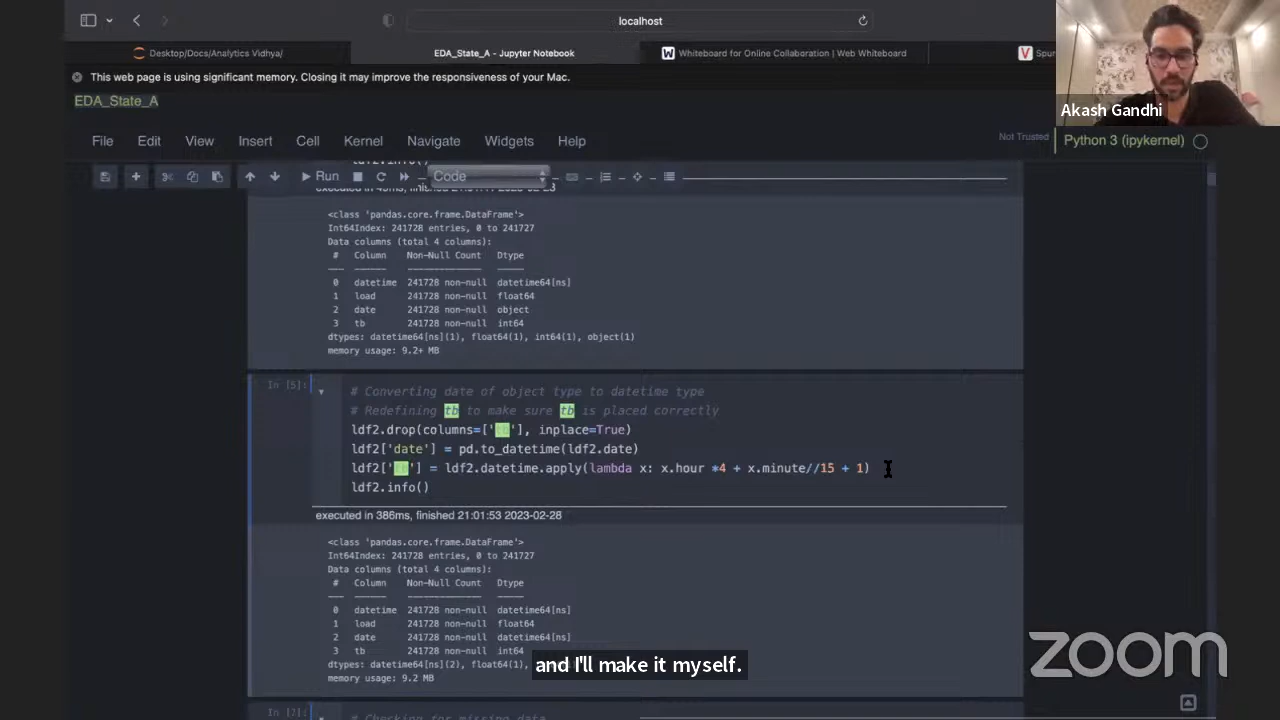 localhost
Desktop/Docs/Analytics Vidhya/
EDA_State_A - Jupyter Notebook
Whiteboard for Online Collaboration | Web Whiteboard
Spur
This web page is using significant memory. Closing it may improve the responsiveness of your Mac.
Akash Gandhi
EDA_State_A
File Edit View Insert Cell Kernel Navigate Widgets Help
Not Trusted
Python 3 (ipykernel)
ldf2.info()
Run
Code
<class 'pandas.core.frame.DataFrame'>
Int64Index: 241728 entries, 0 to 241727
Data columns (total 4 columns):
# Column Non-Null Count Dtype
--- ------ -------------- -----
0 datetime 241728 non-null datetime64[ns]
1 load 241728 non-null float64
2 date 241728 non-null object
3 tb 241728 non-null int64
dtypes: datetime64[ns](1), float64(1), int64(1), object(1)
memory usage: 9.2+ MB
In [5]:
# Converting date of object type to datetime type
# Redefining tb to make sure tb is placed correctly
ldf2.drop(columns=['tb'], inplace=True)
ldf2['date'] = pd.to_datetime(ldf2.date)
ldf2['tb'] = ldf2.datetime.apply(lambda x: x.hour *4 + x.minute//15 + 1)
ldf2.info()
executed in 386ms, finished 21:01:53 2023-02-28
<class 'pandas.core.frame.DataFrame'>
Int64Index: 241728 entries, 0 to 241727
Data columns (total 4 columns):
# Column Non-Null Count Dtype
--- ------ -------------- -----
0 datetime 241728 non-null datetime64[ns]
1 load 241728 non-null float64
2 date 241728 non-null datetime64[ns]
3 tb 241728 non-null
dtypes: datetime64[ns](2), float64(1),
memory usage: 9.2 MB
and I'll make it myself.
zoom
In [7]:
# Checking for missing data